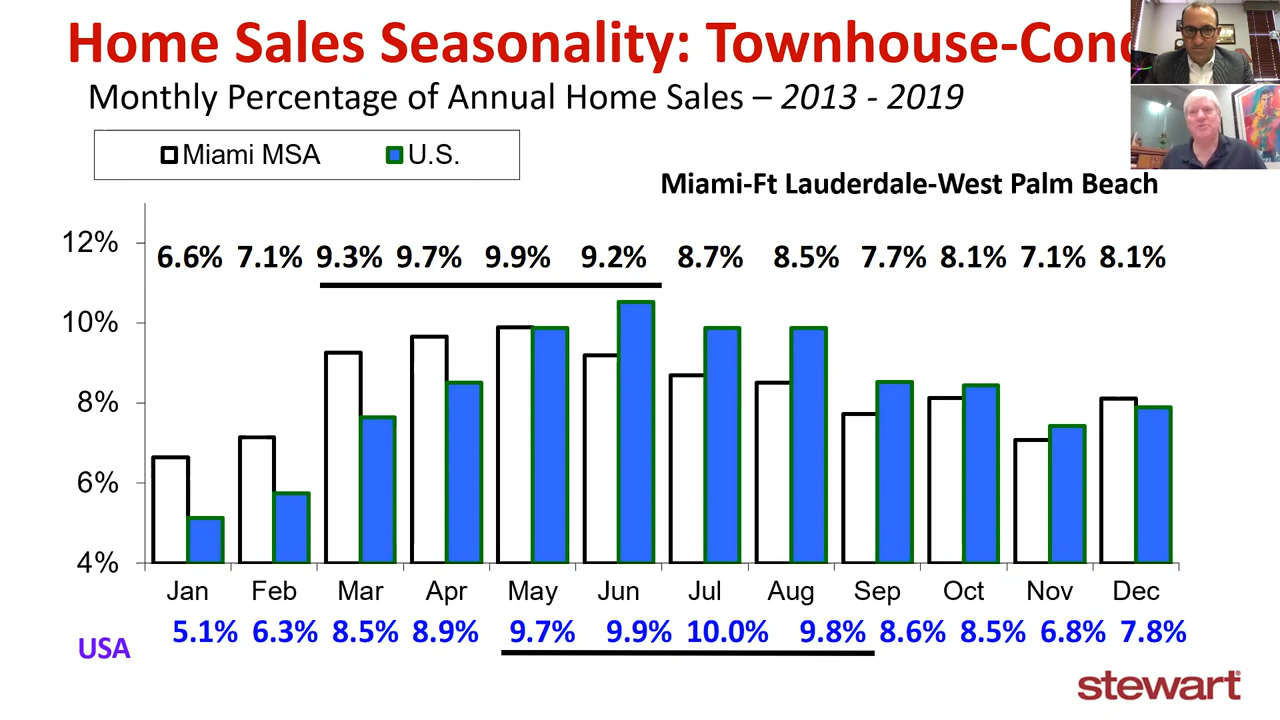 Home Sales Seasonality: Townhouse-Con
Monthly Percentage of Annual Home Sales – 2013 - 2019
Miami MSA U.S.
Miami-Ft Lauderdale-West Palm Beach
12%
6.6% 7.1% 9.3% 9.7% 9.9% 9.2% 8.7% 8.5% 7.7% 8.1% 7.1% 8.1%
10%
8%
6%
4%
Jan Feb Mar Apr May Jun Jul Aug Sep Oct Nov Dec
USA 5.1% 6.3% 8.5% 8.9% 9.7% 9.9% 10.0% 9.8% 8.6% 8.5% 6.8% 7.8%
stewart